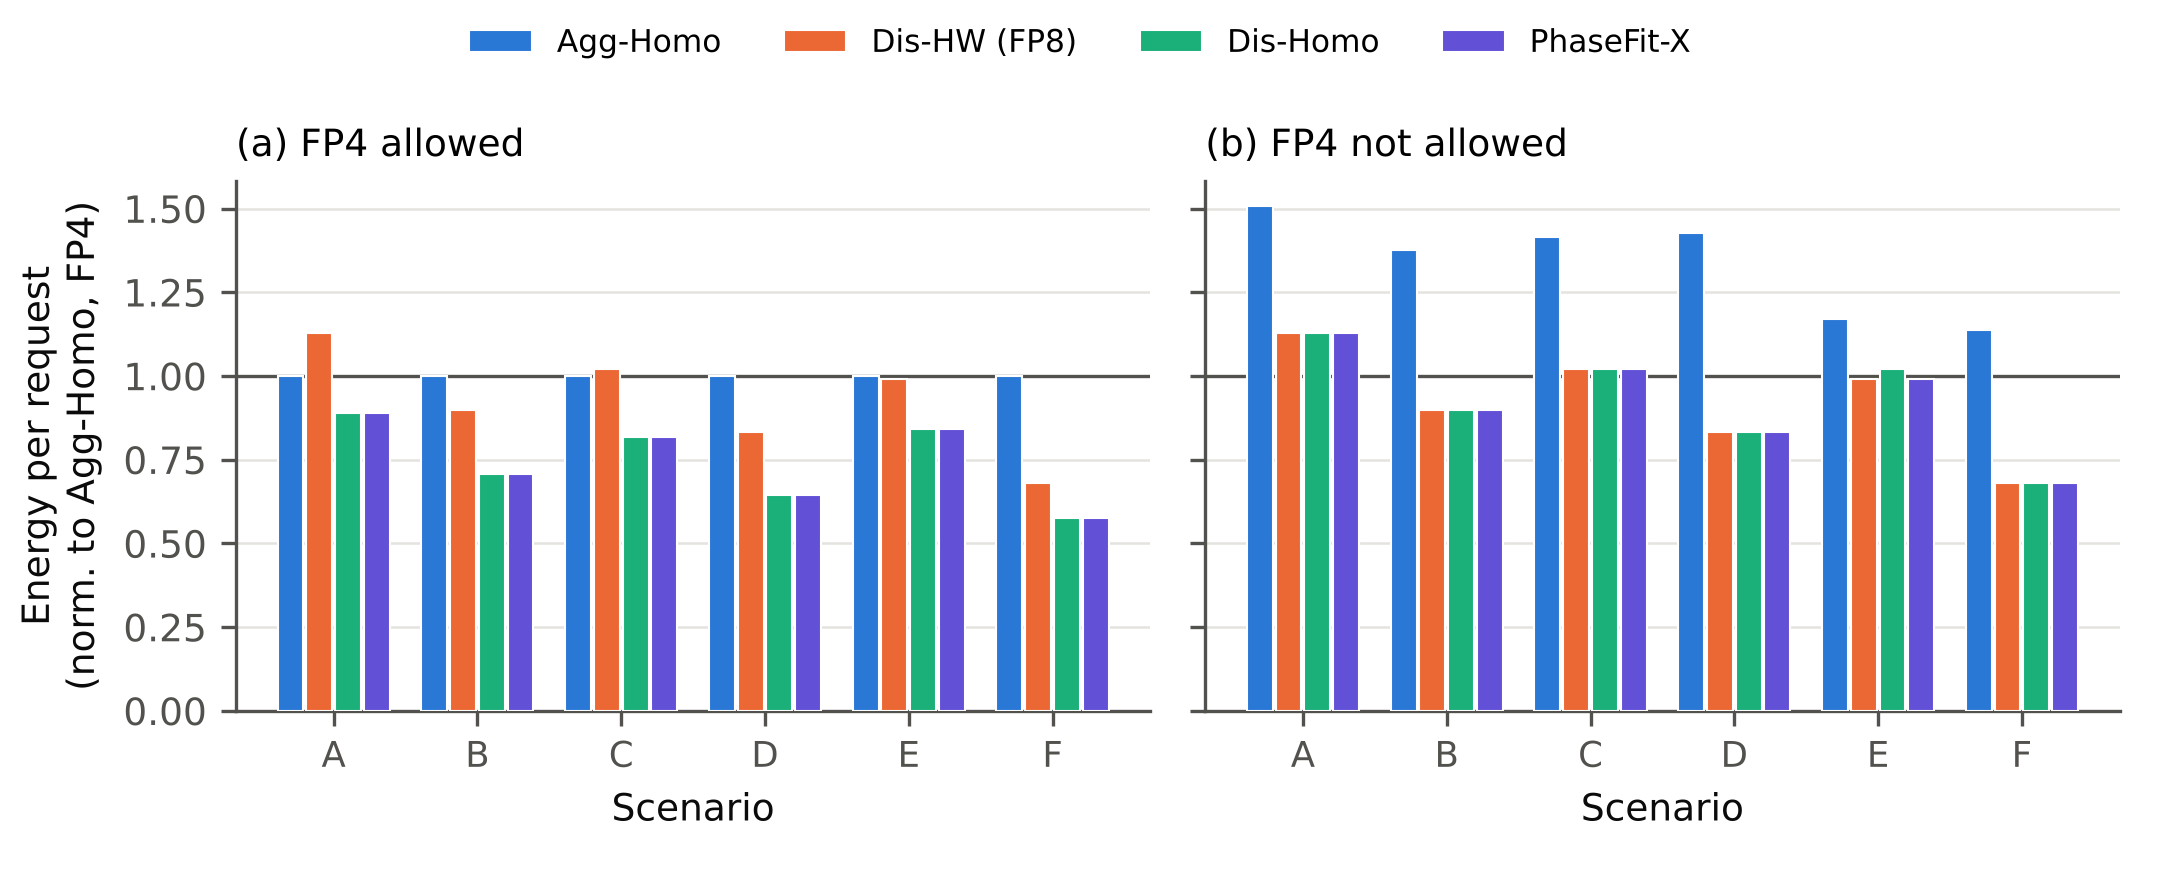 Agg-Homo Dis-HW (FP8) Dis-Homo PhaseFit-X
(a) FP4 allowed
(b) FP4 not allowed
Energy per request
(norm. to Agg-Homo, FP4)
1.50
1.25
1.00
0.75
0.50
0.25
0.00
A B C D E F
Scenario
A B C D E F
Scenario